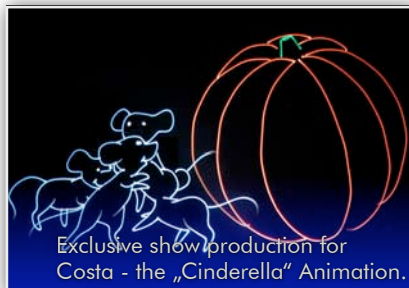 Exclusive show production for
Costa - the „Cinderella“ Animation.